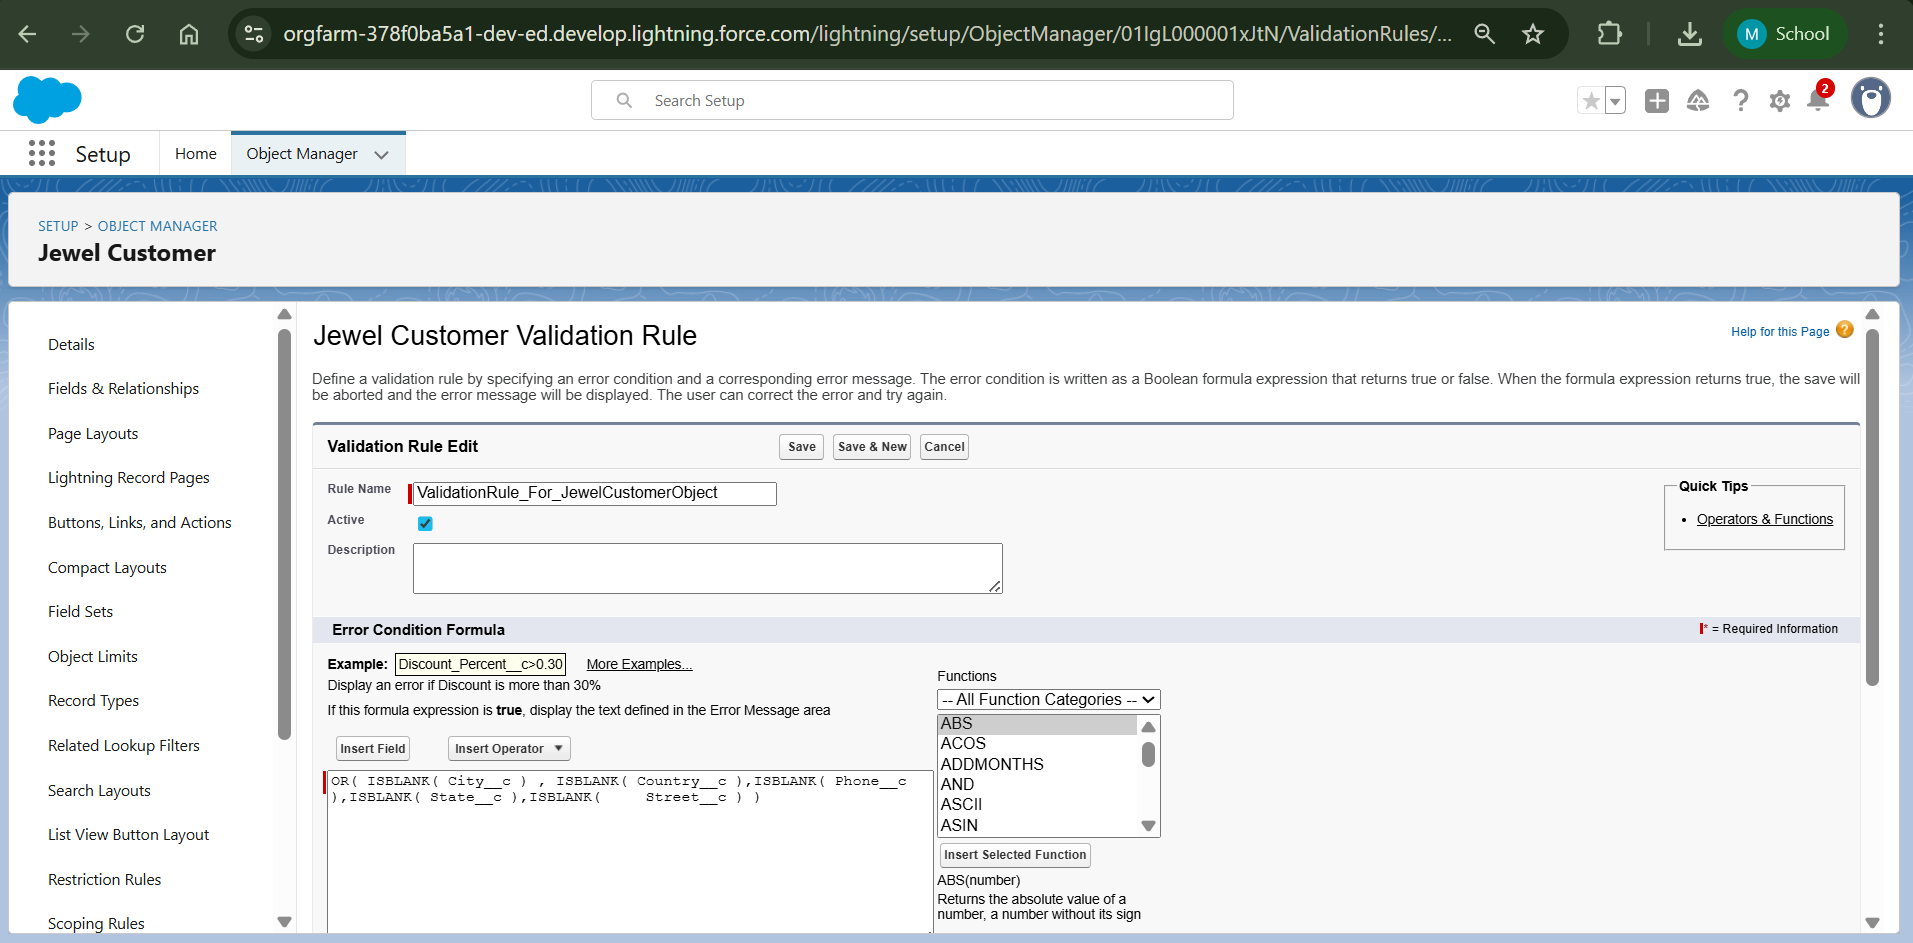 orgfarm-378f0ba5a1-dev-ed.develop.lightning.force.com/lightning/setup/ObjectManager/01IgL000001xJtN/ValidationRules/...
M School
Search Setup
2
Setup Home Object Manager
SETUP > OBJECT MANAGER
Jewel Customer
Details
Fields & Relationships
Page Layouts
Lightning Record Pages
Buttons, Links, and Actions
Compact Layouts
Field Sets
Object Limits
Record Types
Related Lookup Filters
Search Layouts
List View Button Layout
Restriction Rules
Scoping Rules
Jewel Customer Validation Rule
Help for this Page ?
Define a validation rule by specifying an error condition and a corresponding error message. The error condition is written as a Boolean formula expression that returns true or false. When the formula expression returns true, the save will
be aborted and the error message will be displayed. The user can correct the error and try again.
Validation Rule Edit Save Save & New Cancel
Rule Name ValidationRule_For_JewelCustomerObject
Active
Description
Quick Tips
• Operators & Functions
Error Condition Formula * = Required Information
Example: Discount_Percent__c>0.30 More Examples...
Display an error if Discount is more than 30%
If this formula expression is true, display the text defined in the Error Message area
Insert Field Insert Operator
OR( ISBLANK( City__c ) , ISBLANK( Country__c ),ISBLANK( Phone__c
),ISBLANK( State__c ),ISBLANK(     Street__c ) )
Functions
-- All Function Categories --
ABS
ACOS
ADDMONTHS
AND
ASCII
ASIN
Insert Selected Function
ABS(number)
Returns the absolute value of a
number, a number without its sign